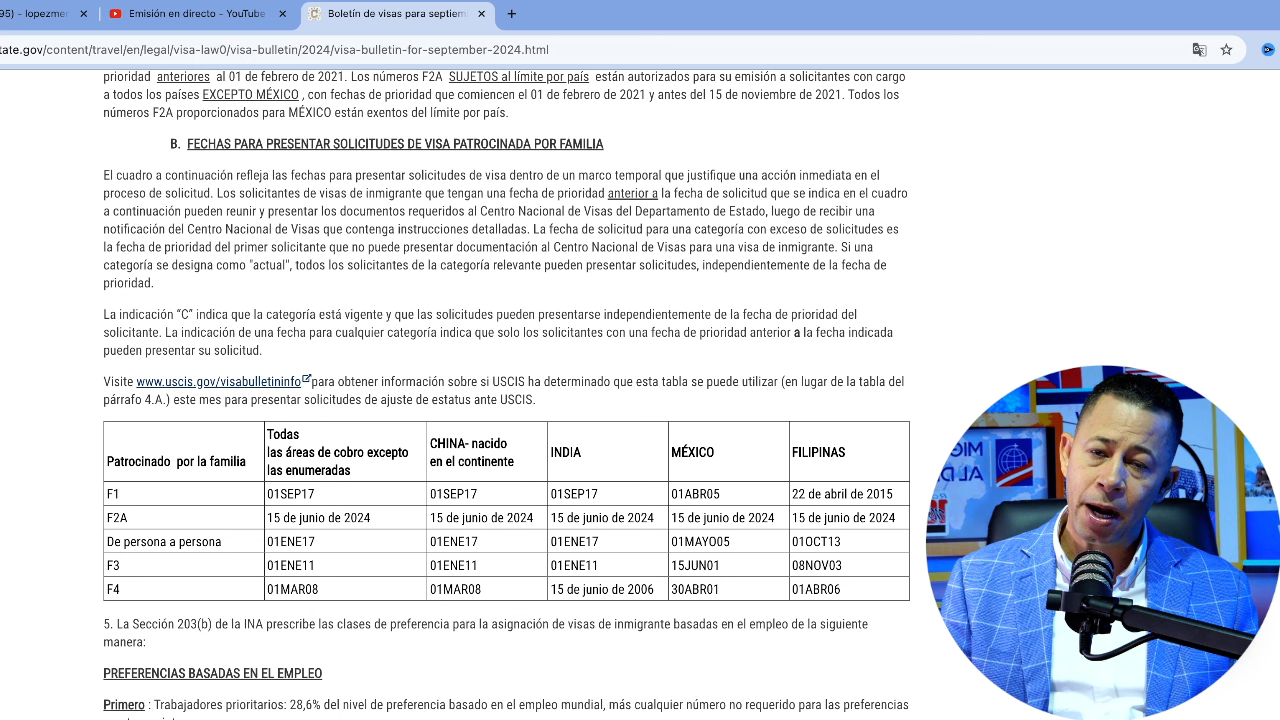 95) - lopezmer
Emisión en directo - YouTub
Boletín de visas para septiem
tate.gov/content/travel/en/legal/visa-law0/visa-bulletin/2024/visa-bulletin-for-september-2024.html
prioridad anteriores al 01 de febrero de 2021. Los números F2A SUJETOS al límite por país están autorizados para su emisión a solicitantes con cargo
a todos los países EXCEPTO MÉXICO , con fechas de prioridad que comiencen el 01 de febrero de 2021 y antes del 15 de noviembre de 2021. Todos los
números F2A proporcionados para MÉXICO están exentos del límite por país.
B. FECHAS PARA PRESENTAR SOLICITUDES DE VISA PATROCINADA POR FAMILIA
El cuadro a continuación refleja las fechas para presentar solicitudes de visa dentro de un marco temporal que justifique una acción inmediata en el
proceso de solicitud. Los solicitantes de visas de inmigrante que tengan una fecha de prioridad anterior a la fecha de solicitud que se indica en el cuadro
a continuación pueden reunir y presentar los documentos requeridos al Centro Nacional de Visas del Departamento de Estado, luego de recibir una
notificación del Centro Nacional de Visas que contenga instrucciones detalladas. La fecha de solicitud para una categoría con exceso de solicitudes es
la fecha de prioridad del primer solicitante que no puede presentar documentación al Centro Nacional de Visas para una visa de inmigrante. Si una
categoría se designa como "actual", todos los solicitantes de la categoría relevante pueden presentar solicitudes, independientemente de la fecha de
prioridad.
La indicación “C” indica que la categoría está vigente y que las solicitudes pueden presentarse independientemente de la fecha de prioridad del
solicitante. La indicación de una fecha para cualquier categoría indica que solo los solicitantes con una fecha de prioridad anterior a la fecha indicada
pueden presentar su solicitud.
Visite www.uscis.gov/visabulletininfo para obtener información sobre si USCIS ha determinado que esta tabla se puede utilizar (en lugar de la tabla del
párrafo 4.A.) este mes para presentar solicitudes de ajuste de estatus ante USCIS.
Patrocinado por la familia Todas las áreas de cobro excepto las enumeradas CHINA- nacido en el continente INDIA MÉXICO FILIPINAS
F1 01SEP17 01SEP17 01SEP17 01ABR05 22 de abril de 2015
F2A 15 de junio de 2024 15 de junio de 2024 15 de junio de 2024 15 de junio de 2024 15 de junio de 2024
De persona a persona 01ENE17 01ENE17 01ENE17 01MAYO05 01OCT13
F3 01ENE11 01ENE11 01ENE11 15JUN01 08NOV03
F4 01MAR08 01MAR08 15 de junio de 2006 30ABR01 01ABR06
5. La Sección 203(b) de la INA prescribe las clases de preferencia para la asignación de visas de inmigrante basadas en el empleo de la siguiente
manera:
PREFERENCIAS BASADAS EN EL EMPLEO
Primero : Trabajadores prioritarios: 28,6% del nivel de preferencia basado en el empleo mundial, más cualquier número no requerido para las preferencias